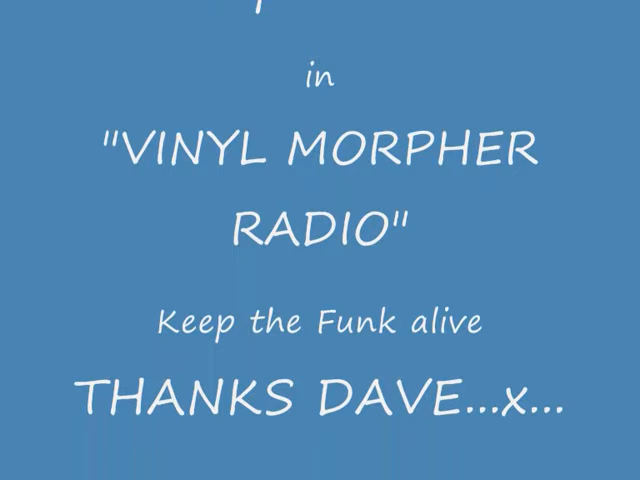 in
"VINYL MORPHER
RADIO"
Keep the Funk alive
THANKS DAVE...x...